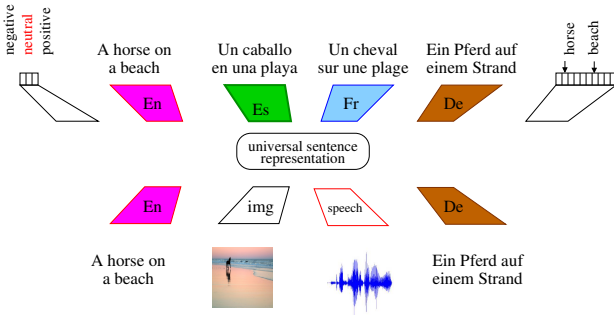 negative
neutral
positive
A horse on
a beach
Un caballo
en una playa
Un cheval
sur une plage
Ein Pferd auf
einem Strand
horse
beach
En
Es
Fr
De
universal sentence
representation
En
img
speech
De
A horse on
a beach
Ein Pferd auf
einem Strand